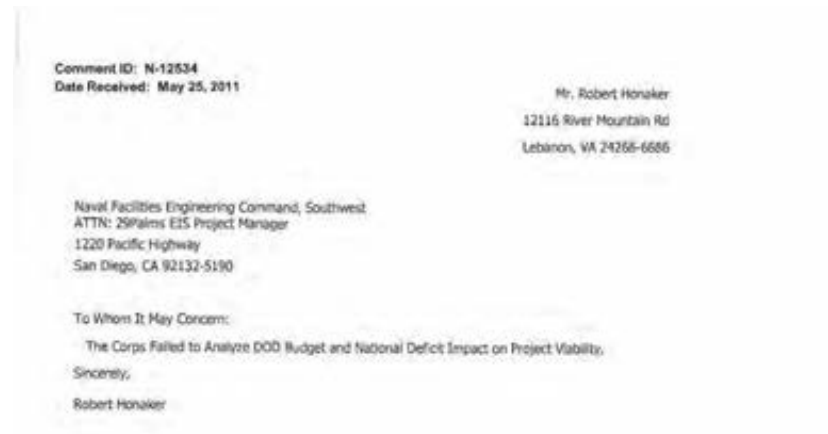 Comment ID: N-12534
Date Received: May 25, 2011
Mr. Robert Honaker
12116 River Mountain Rd
Lebanon, VA 24266-6686
Naval Facilities Engineering Command, Southwest
ATTN: 29Palms EIS Project Manager
1220 Pacific Highway
San Diego, CA 92132-5190
To Whom It May Concern:
The Corps Failed to Analyze DOD Budget and National Deficit Impact on Project Viability.
Sincerely,
Robert Honaker